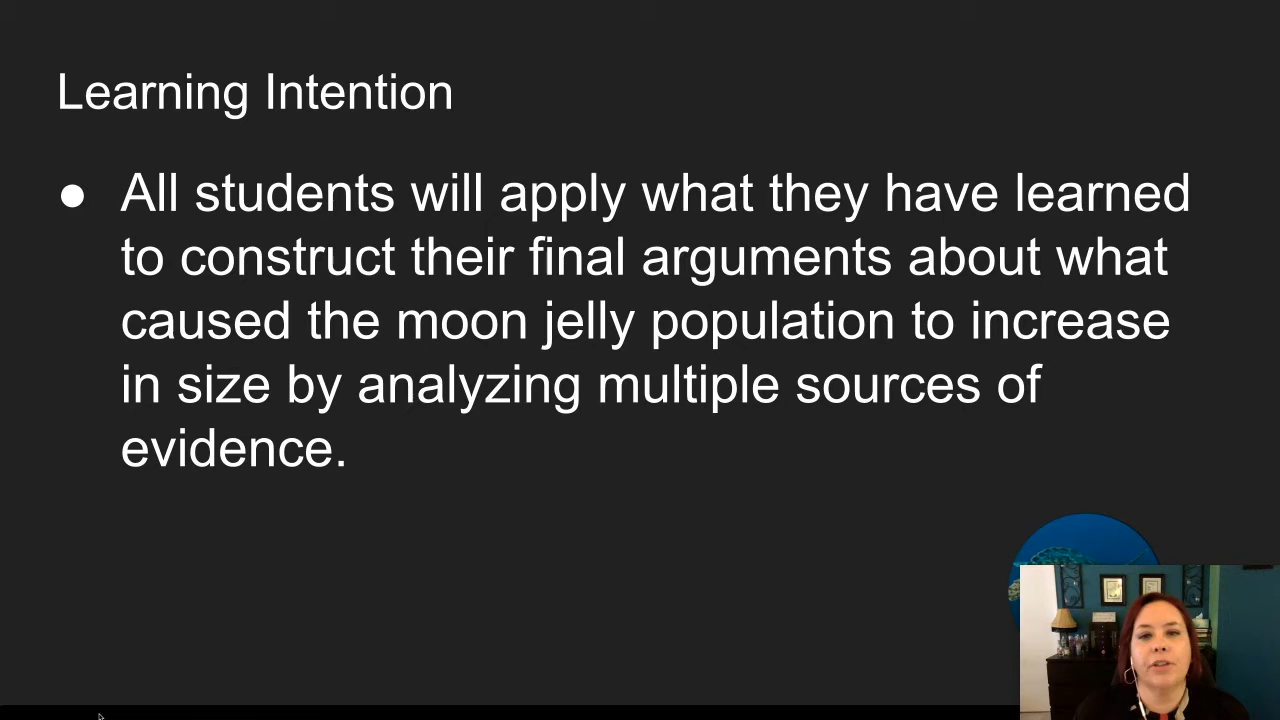 Learning Intention
● All students will apply what they have learned
to construct their final arguments about what
caused the moon jelly population to increase
in size by analyzing multiple sources of
evidence.